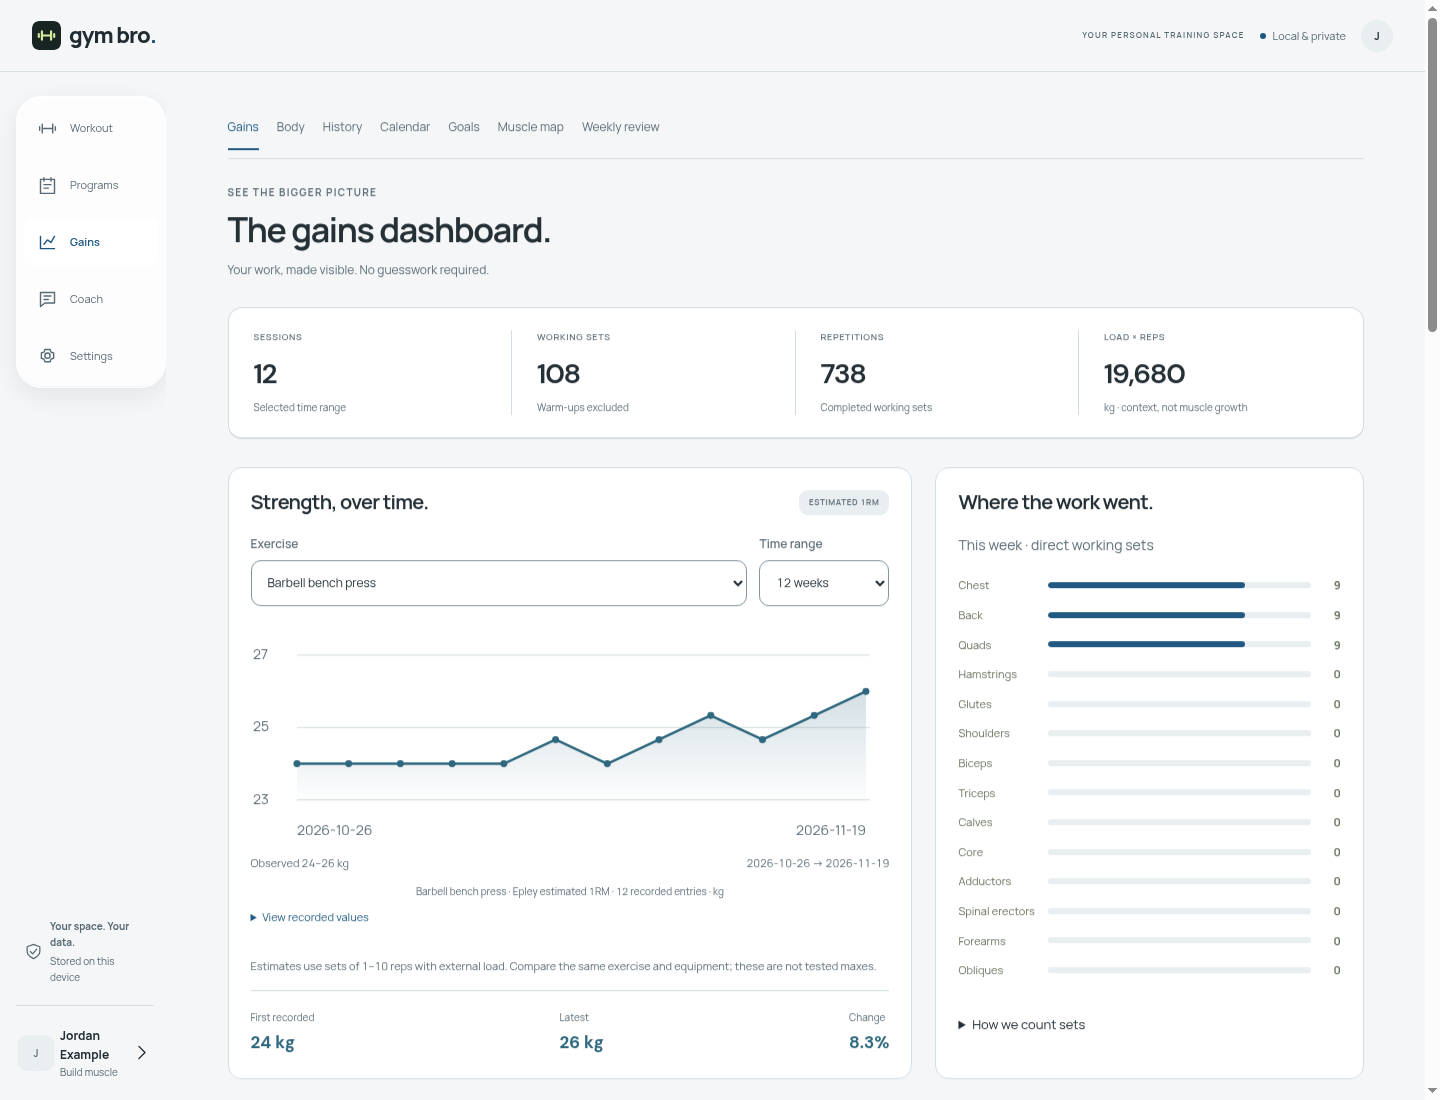 gym bro.
YOUR PERSONAL TRAINING SPACE
Local & private
J
Workout
Programs
Gains
Coach
Settings
Your space. Your
data.
Stored on this
device
J
Jordan
Example
Build muscle
Gains Body History Calendar Goals Muscle map Weekly review
SEE THE BIGGER PICTURE
The gains dashboard.
Your work, made visible. No guesswork required.
SESSIONS
12
Selected time range
WORKING SETS
108
Warm-ups excluded
REPETITIONS
738
Completed working sets
LOAD × REPS
19,680
kg · context, not muscle growth
Strength, over time.
ESTIMATED 1RM
Exercise
Barbell bench press
Time range
12 weeks
27
25
23
2026-10-26
2026-11-19
Observed 24–26 kg
2026-10-26 → 2026-11-19
Barbell bench press · Epley estimated 1RM · 12 recorded entries · kg
View recorded values
Estimates use sets of 1–10 reps with external load. Compare the same exercise and equipment; these are not tested maxes.
First recorded
24 kg
Latest
26 kg
Change
8.3%
Where the work went.
This week · direct working sets
Chest 9
Back 9
Quads 9
Hamstrings 0
Glutes 0
Shoulders 0
Biceps 0
Triceps 0
Calves 0
Core 0
Adductors 0
Spinal erectors 0
Forearms 0
Obliques 0
How we count sets